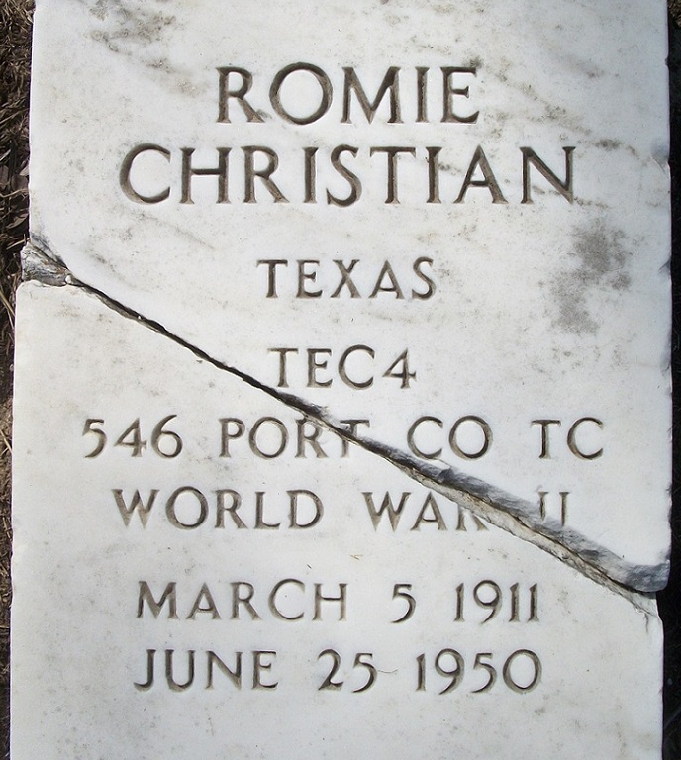 ROMIE
CHRISTIAN
TEXAS
TEC4
546 PORT CO TC
WORLD WAR II
MARCH 5 1911
JUNE 25 1950